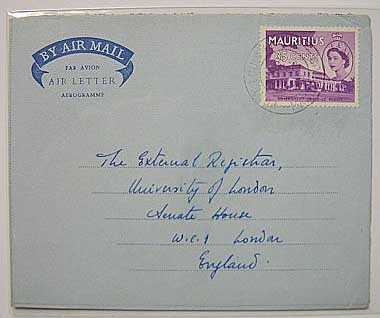 BY AIR MAIL
PAR AVION
AIR LETTER
AEROGRAMME
MAURITIUS
CENTS
The External Registrar,
University of London
Senate House
W.C.1 London
England.